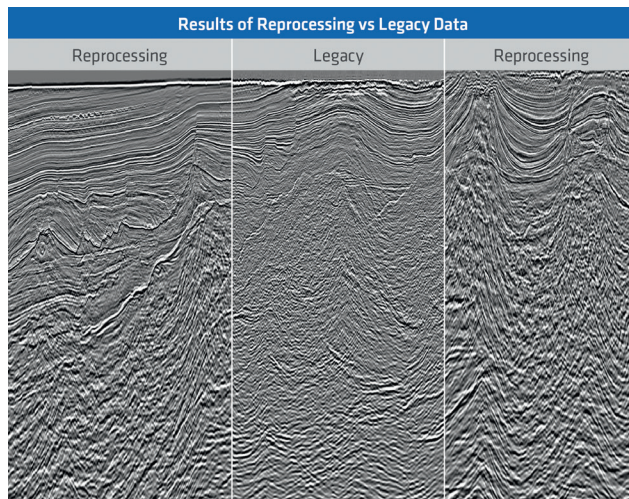 Results of Reprocessing vs Legacy Data
Reprocessing
Legacy
Reprocessing